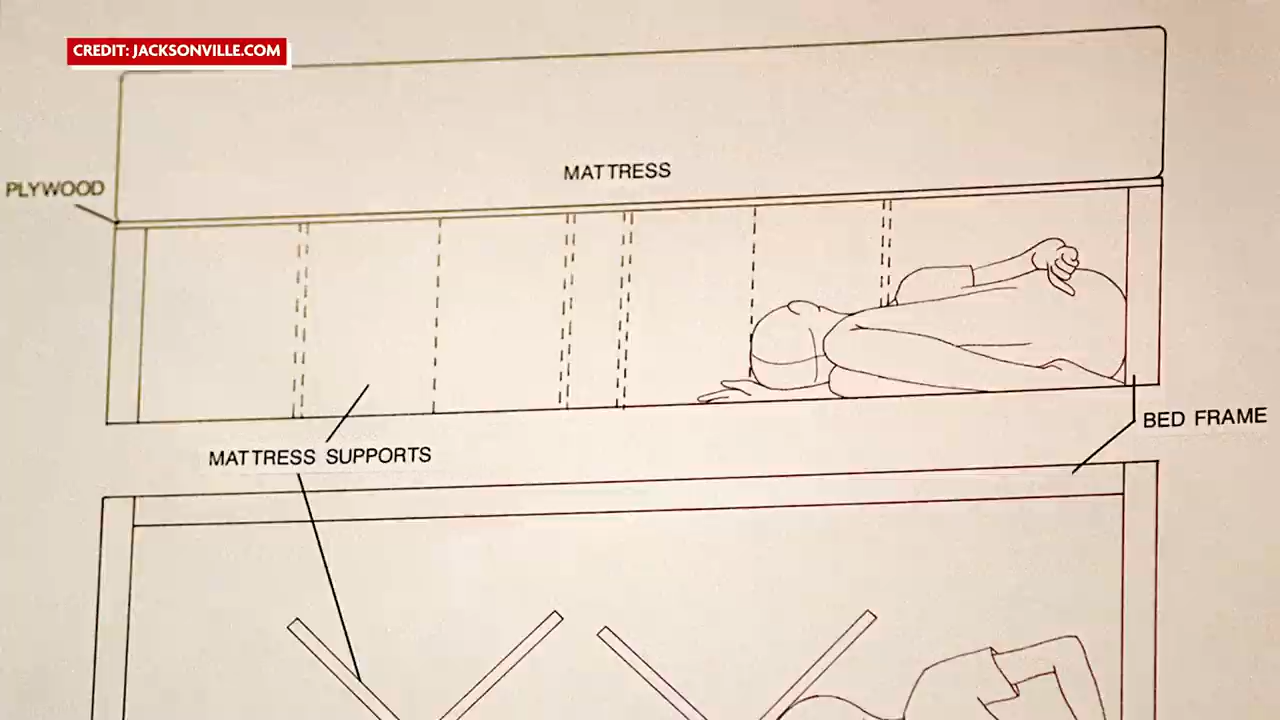 CREDIT: JACKSONVILLE.COM
MATTRESS
PLYWOOD
BED FRAME
MATTRESS SUPPORTS